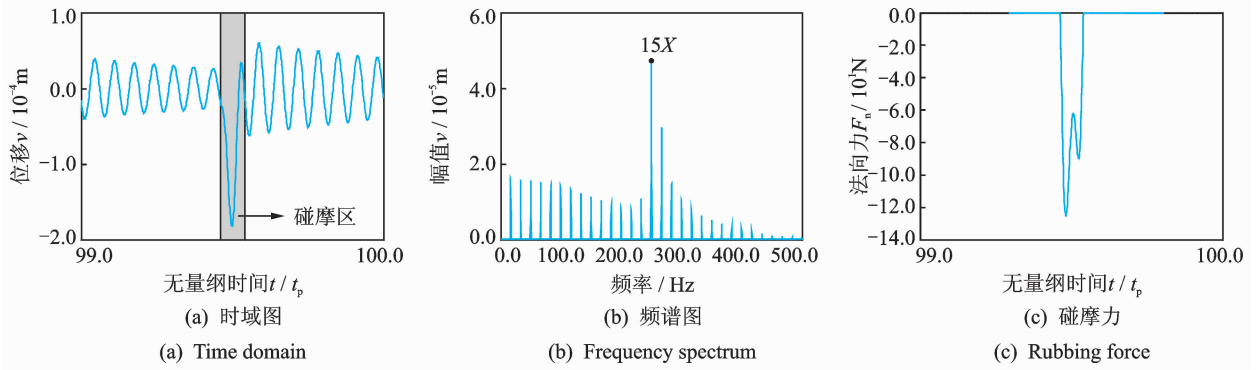 1.0
0.0
−1.0
−2.0
位移v / 10⁻⁴m
碰摩区
99.0
100.0
无量纲时间t / tₚ
(a) 时域图
(a) Time domain
6.0
4.0
2.0
0.0
幅值v / 10⁻⁵m
15X
0.0 100.0 200.0 300.0 400.0 500.0
频率 / Hz
(b) 频谱图
(b) Frequency spectrum
0.0
−2.0
−4.0
−6.0
−8.0
−10.0
−12.0
−14.0
法向力Fₙ / 10¹N
99.0
100.0
无量纲时间t / tₚ
(c) 碰摩力
(c) Rubbing force